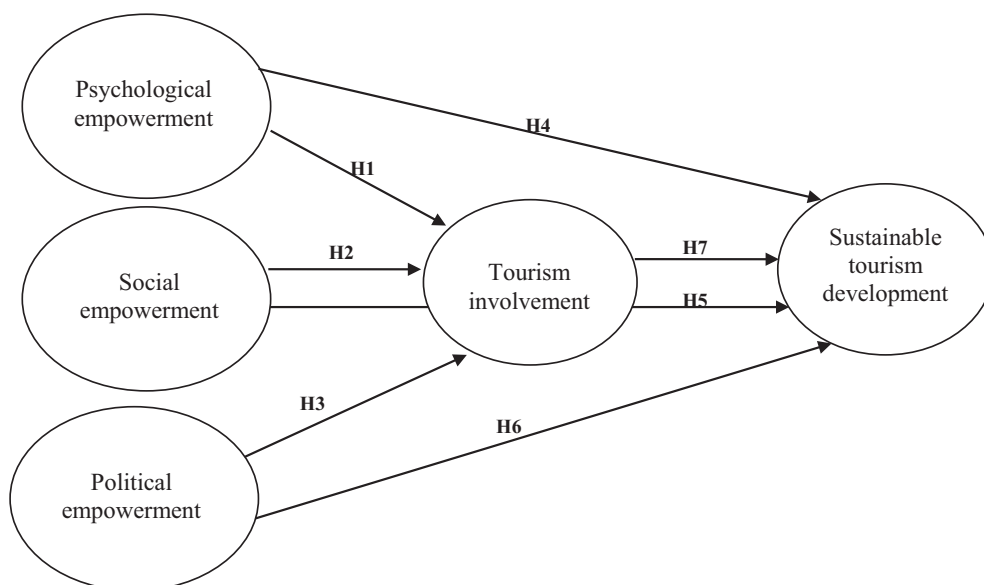 Psychological
empowerment
H4
H1
Social
empowerment
H2
Tourism
involvement
H7
H5
Sustainable
tourism
development
H3
H6
Political
empowerment